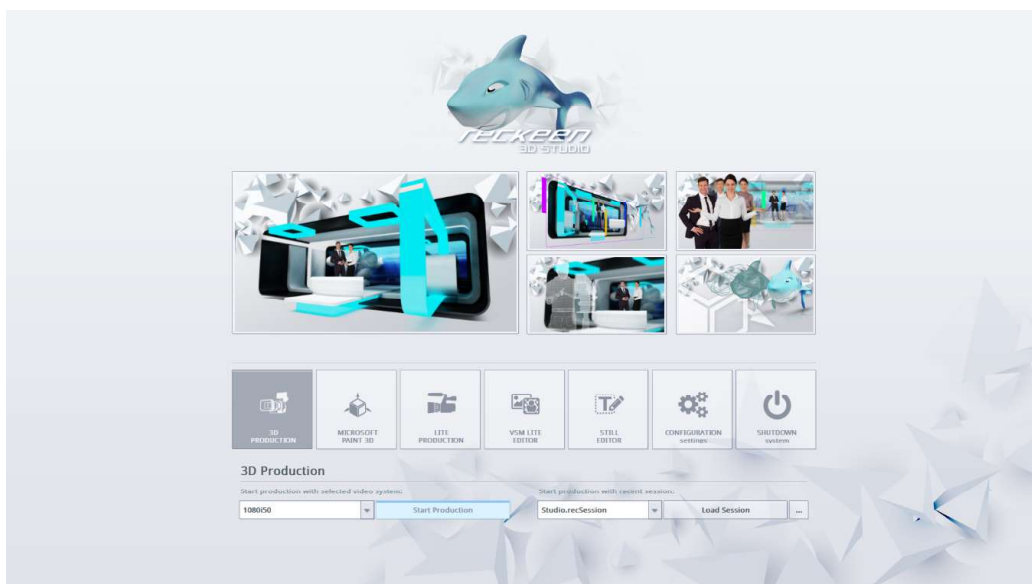 reckeen
3D STUDIO
3D
PRODUCTION
MICROSOFT
PAINT 3D
LITE
PRODUCTION
VSM LITE
EDITOR
STILL
EDITOR
CONFIGURATION
settings
SHUTDOWN
system
3D Production
Start production with selected video system:
Start production with recent session:
1080i50
Start Production
Studio.recSession
Load Session
...